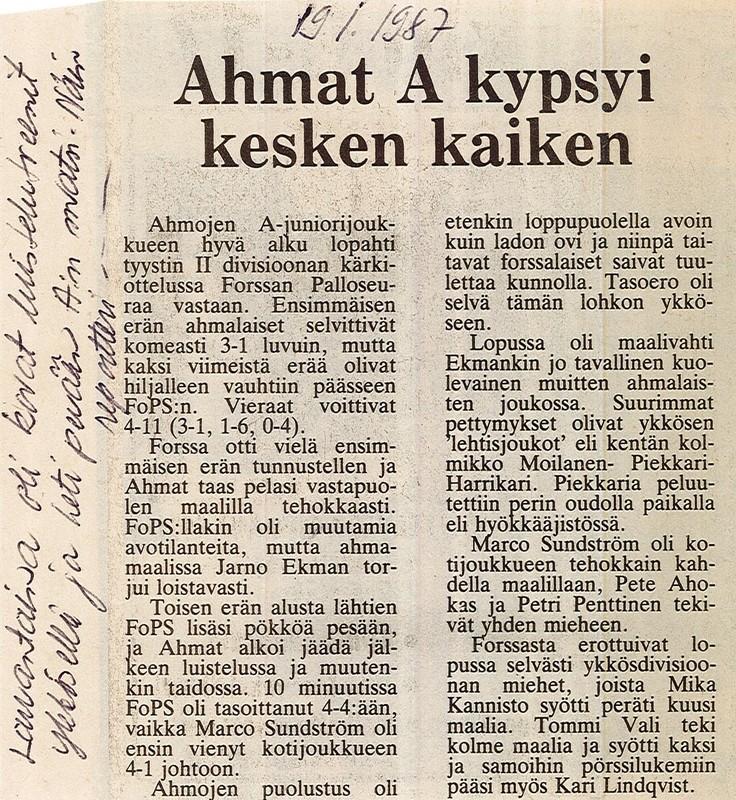 19.1.1987
Ahmat A kypsyi
kesken kaiken
Ahmojen A-juniorijouk-
kueen hyvä alku lopahti
tyystin II divisioonan kärki-
ottelussa Forssan Palloseu-
raa vastaan. Ensimmäisen
erän ahmalaiset selvittivät
komeasti 3-1 luvuin, mutta
kaksi viimeistä erää olivat
hiljalleen vauhtiin päässeen
FoPS:n. Vieraat voittivat
4-11 (3-1, 1-6, 0-4).
Forssa otti vielä ensim-
mäisen erän tunnustellen ja
Ahmat taas pelasi vastapuo-
len maalilla tehokkaasti.
FoPS:llakin oli muutamia
avotilanteita, mutta ahma-
maalissa Jarno Ekman tor-
jui loistavasti.
Toisen erän alusta lähtien
FoPS lisäsi pökköä pesään,
ja Ahmat alkoi jäädä jäl-
keen luistelussa ja muuten-
kin taidossa. 10 minuutissa
FoPS oli tasoittanut 4-4:ään,
vaikka Marco Sundström oli
ensin vienyt kotijoukkueen
4-1 johtoon.
Ahmojen puolustus oli
etenkin loppupuolella avoin
kuin ladon ovi ja niinpä tai-
tavat forssalaiset saivat tuu-
lettaa kunnolla. Tasoero oli
selvä tämän lohkon ykkö-
seen.
Lopussa oli maalivahti
Ekmankin jo tavallinen kuo-
levainen muitten ahmalais-
ten joukossa. Suurimmat
pettymykset olivat ykkösen
'lehtisjoukot' eli kentän kol-
mikko Moilanen- Piekkari-
Harrikari. Piekkaria peluu-
tettiin perin oudolla paikalla
eli hyökkääjistössä.
Marco Sundström oli ko-
tijoukkueen tehokkain kah-
della maalillaan, Pete Aho-
kas ja Petri Penttinen teki-
vät yhden mieheen.
Forssasta erottuivat lo-
pussa selvästi ykkösdivisioo-
nan miehet, joista Mika
Kannisto syötti peräti kuusi
maalia. Tommi Vali teki
kolme maalia ja syötti kaksi
ja samoihin pörssilukemiin
pääsi myös Kari Lindqvist.
Lauantaina oli kovat luistelutreenit
ykkösellä ja heti perään A:n matsi. Näin